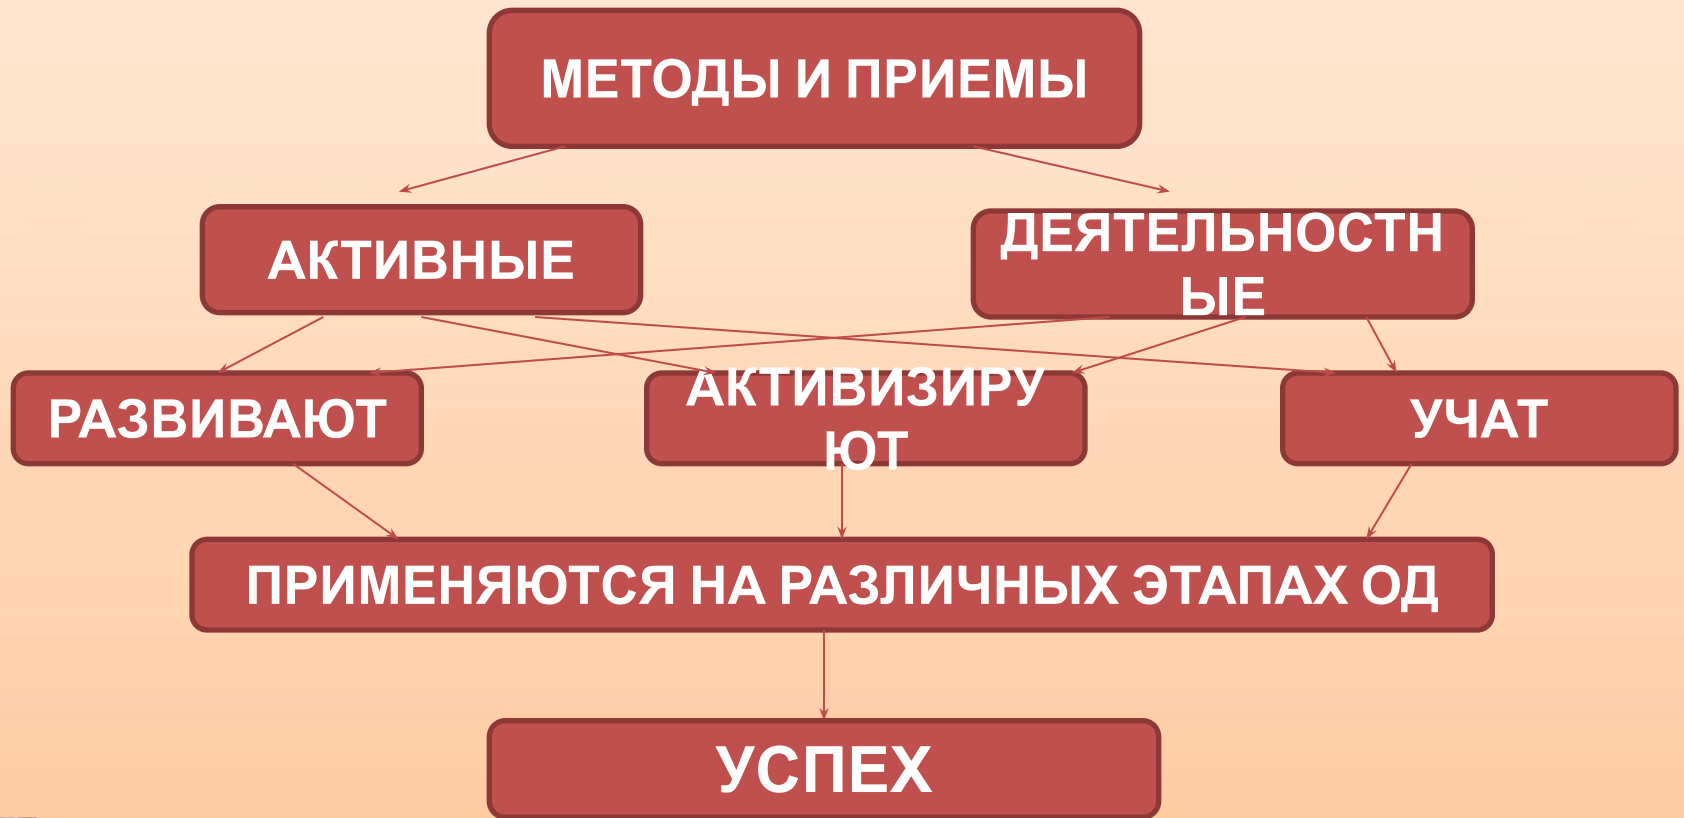 МЕТОДЫ И ПРИЕМЫ
АКТИВНЫЕ
ДЕЯТЕЛЬНОСТН
ЫЕ
РАЗВИВАЮТ
АКТИВИЗИРУ
ЮТ
УЧАТ
ПРИМЕНЯЮТСЯ НА РАЗЛИЧНЫХ ЭТАПАХ ОД
УСПЕХ